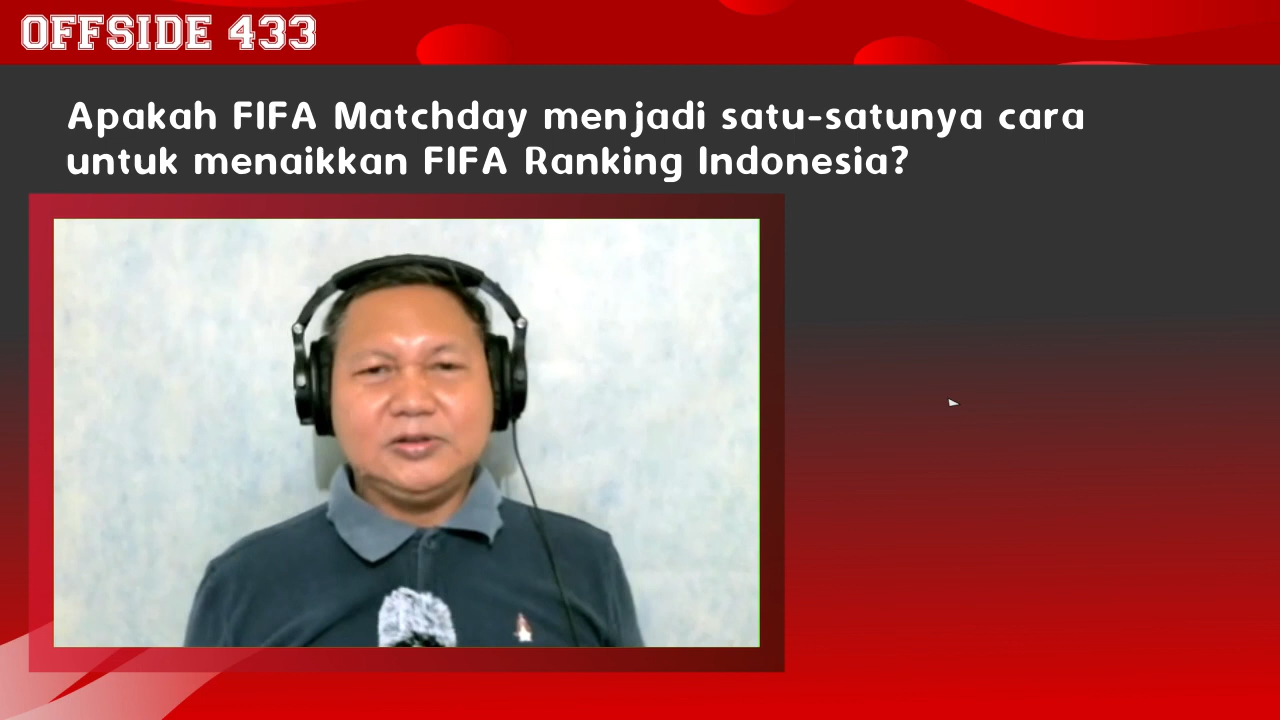 OFFSIDE 433
Apakah FIFA Matchday menjadi satu-satunya cara
untuk menaikkan FIFA Ranking Indonesia?